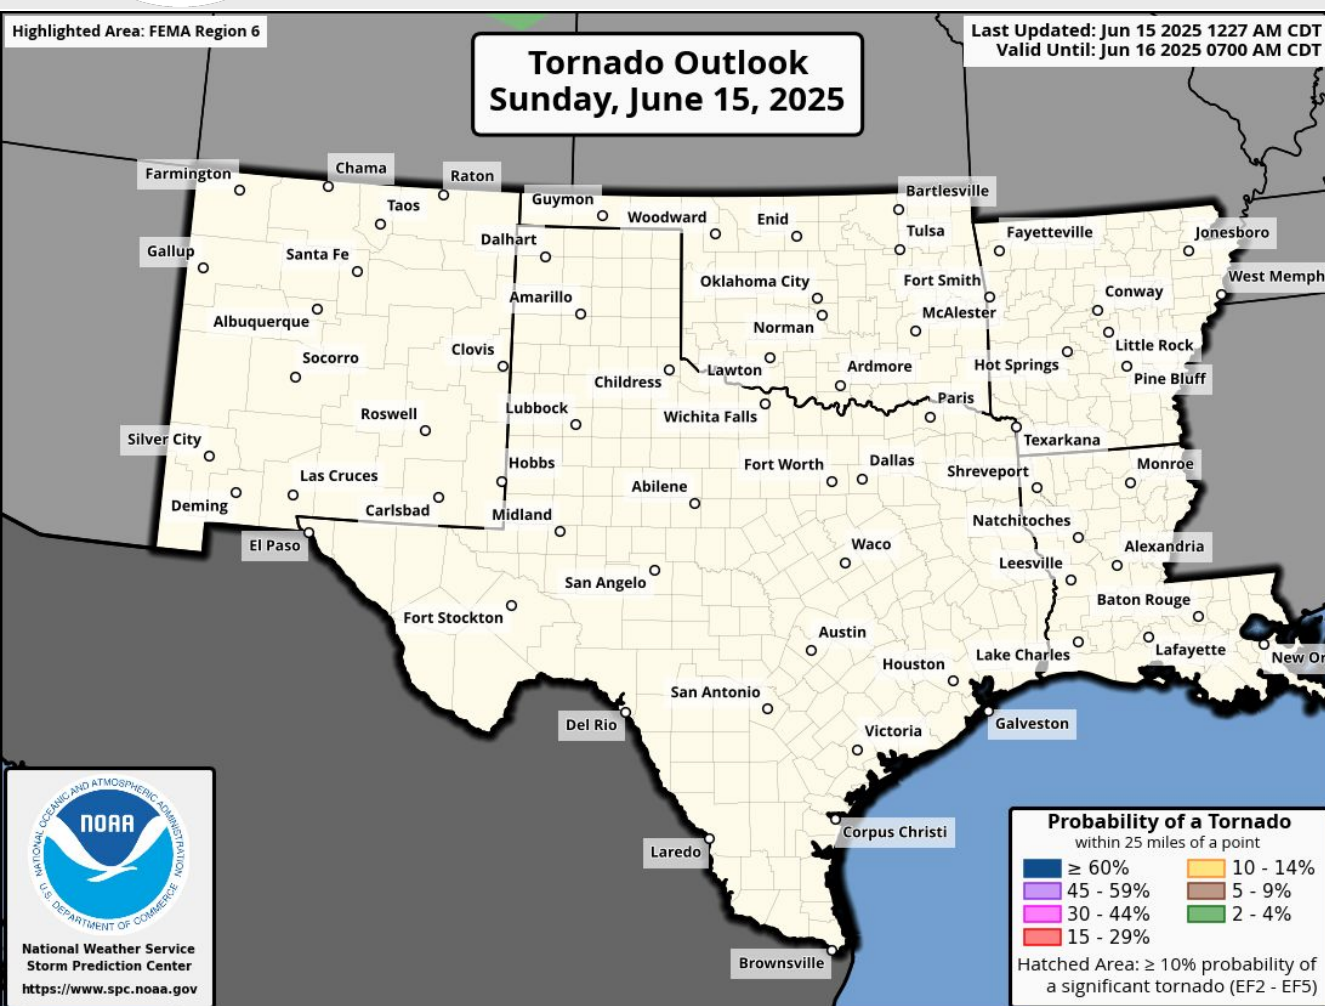 Highlighted Area: FEMA Region 6
Last Updated: Jun 15 2025 1227 AM CDT
Valid Until: Jun 16 2025 0700 AM CDT
Tornado Outlook
Sunday, June 15, 2025
Farmington
Chama
Raton
Taos
Guymon
Woodward
Enid
Bartlesville
Tulsa
Fayetteville
Jonesboro
Gallup
Santa Fe
Dalhart
Oklahoma City
Fort Smith
West Memph
Amarillo
Conway
Albuquerque
Norman
McAlester
Little Rock
Socorro
Clovis
Childress
Lawton
Ardmore
Hot Springs
Pine Bluff
Roswell
Lubbock
Wichita Falls
Paris
Silver City
Texarkana
Las Cruces
Hobbs
Fort Worth
Dallas
Shreveport
Monroe
Deming
Carlsbad
Midland
Abilene
Natchitoches
El Paso
Waco
Alexandria
San Angelo
Leesville
Fort Stockton
Baton Rouge
Austin
Houston
Lake Charles
Lafayette
New Or
San Antonio
Del Rio
Galveston
Victoria
Corpus Christi
Laredo
Brownsville
NATIONAL OCEANIC AND ATMOSPHERIC ADMINISTRATION
NOAA
U.S. DEPARTMENT OF COMMERCE
National Weather Service
Storm Prediction Center
https://www.spc.noaa.gov
Probability of a Tornado
within 25 miles of a point
≥ 60%
10 - 14%
45 - 59%
5 - 9%
30 - 44%
2 - 4%
15 - 29%
Hatched Area: ≥ 10% probability of
a significant tornado (EF2 - EF5)